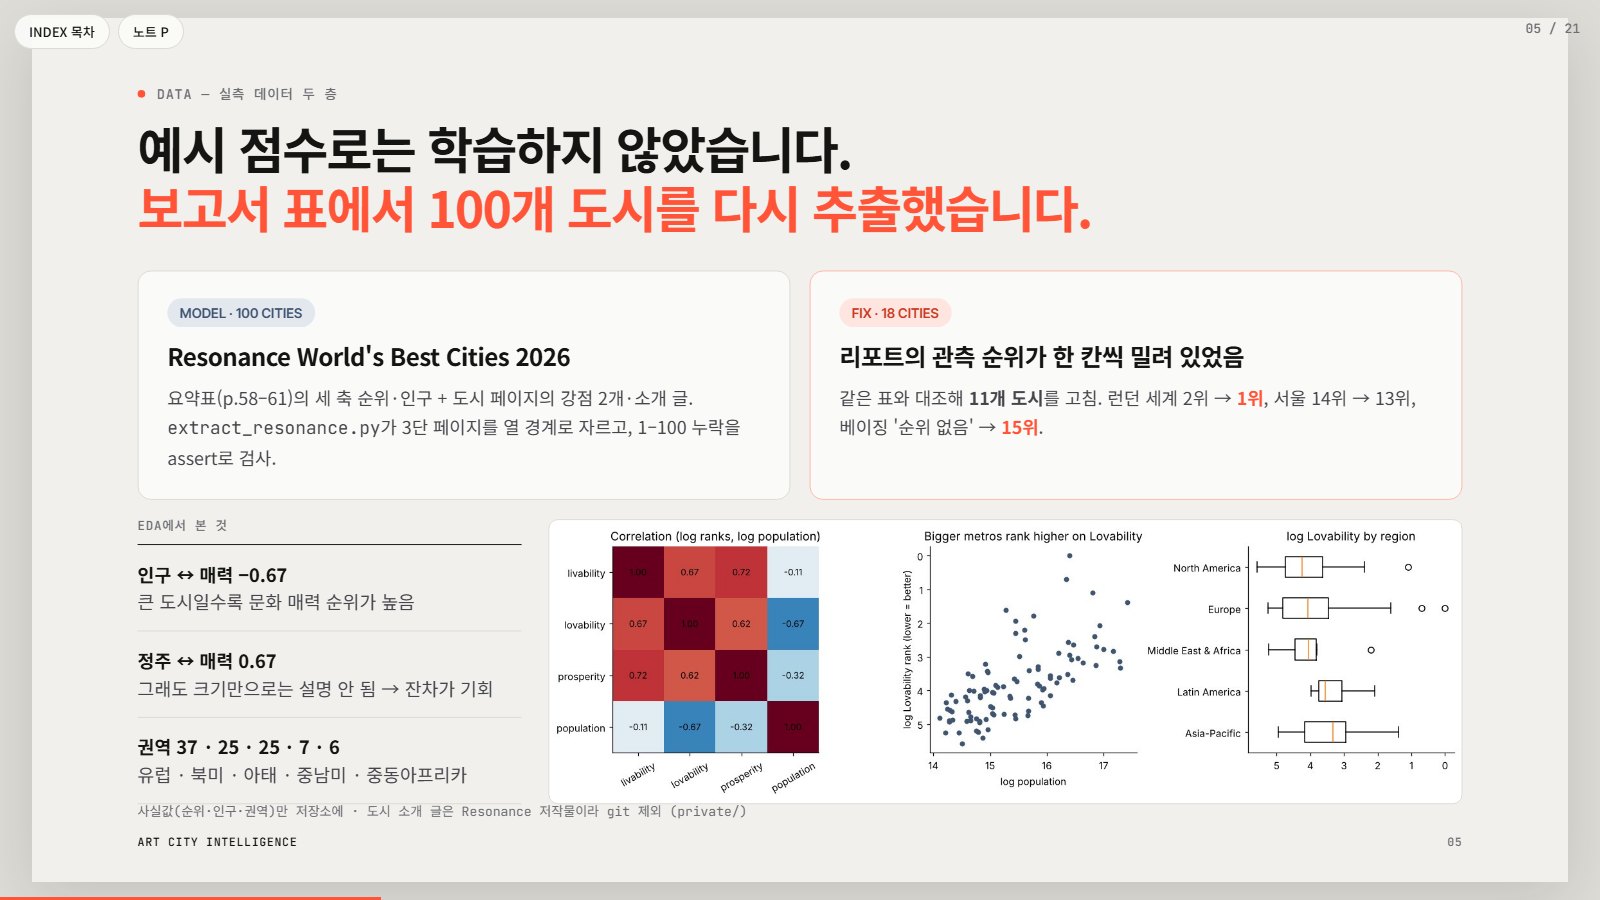 INDEX 목차
노트 P
05 / 21
DATA — 실측 데이터 두 층
예시 점수로는 학습하지 않았습니다.
보고서 표에서 100개 도시를 다시 추출했습니다.
MODEL · 100 CITIES
Resonance World's Best Cities 2026
요약표(p.58–61)의 세 축 순위·인구 + 도시 페이지의 강점 2개·소개 글.
extract_resonance.py가 3단 페이지를 열 경계로 자르고, 1–100 누락을
assert로 검사.
FIX · 18 CITIES
리포트의 관측 순위가 한 칸씩 밀려 있었음
같은 표와 대조해 11개 도시를 고침. 런던 세계 2위 → 1위, 서울 14위 → 13위,
베이징 '순위 없음' → 15위.
EDA에서 본 것
인구 ↔ 매력 −0.67
큰 도시일수록 문화 매력 순위가 높음
정주 ↔ 매력 0.67
그래도 크기만으로는 설명 안 됨 → 잔차가 기회
권역 37 · 25 · 25 · 7 · 6
유럽 · 북미 · 아태 · 중남미 · 중동아프리카
Correlation (log ranks, log population)
livability 1.00 0.67 0.72 -0.11
lovability 0.67 1.00 0.62 -0.67
prosperity 0.72 0.62 1.00 -0.32
population -0.11 -0.67 -0.32 1.00
livability lovability prosperity population
Bigger metros rank higher on Lovability
log Lovability rank (lower = better)
0
1
2
3
4
5
14 15 16 17
log population
log Lovability by region
North America
Europe
Middle East & Africa
Latin America
Asia-Pacific
5 4 3 2 1 0
사실값(순위·인구·권역)만 저장소에 · 도시 소개 글은 Resonance 저작물이라 git 제외 (private/)
ART CITY INTELLIGENCE
05